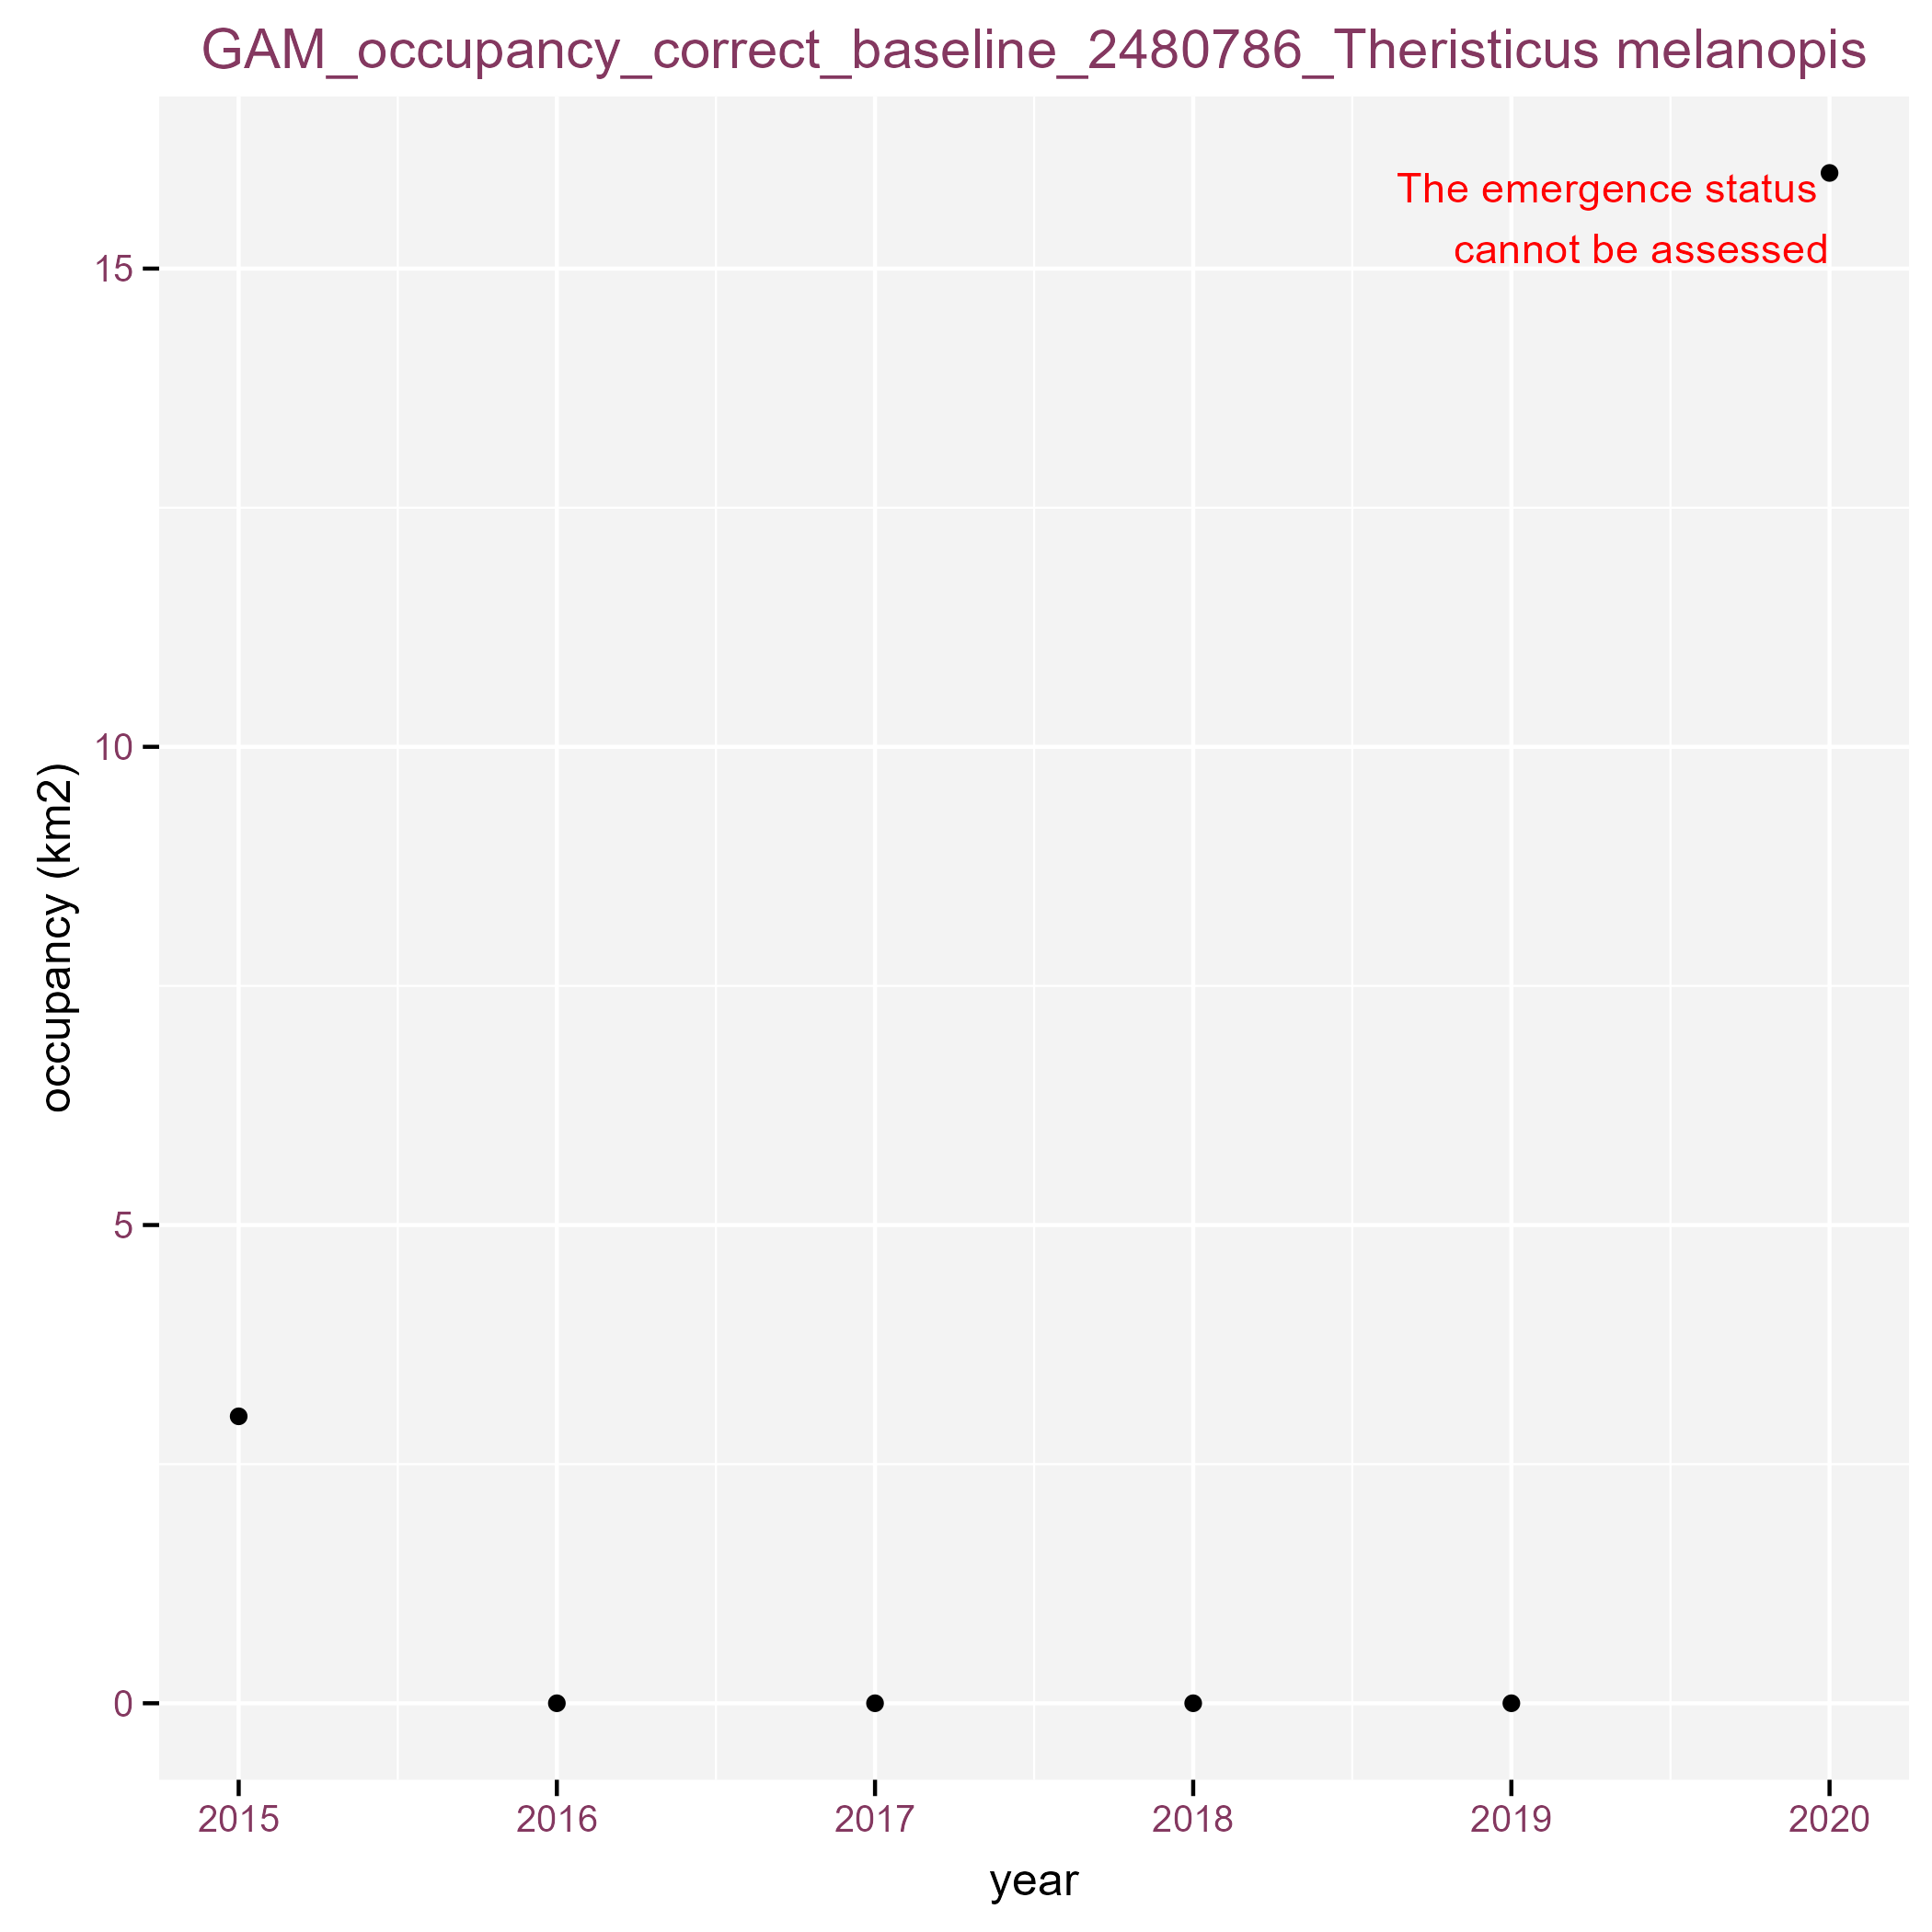 GAM_occupancy_correct_baseline_2480786_Theristicus melanopis
The emergence status
cannot be assessed
15
10
5
0
occupancy (km2)
2015 2016 2017 2018 2019 2020
year